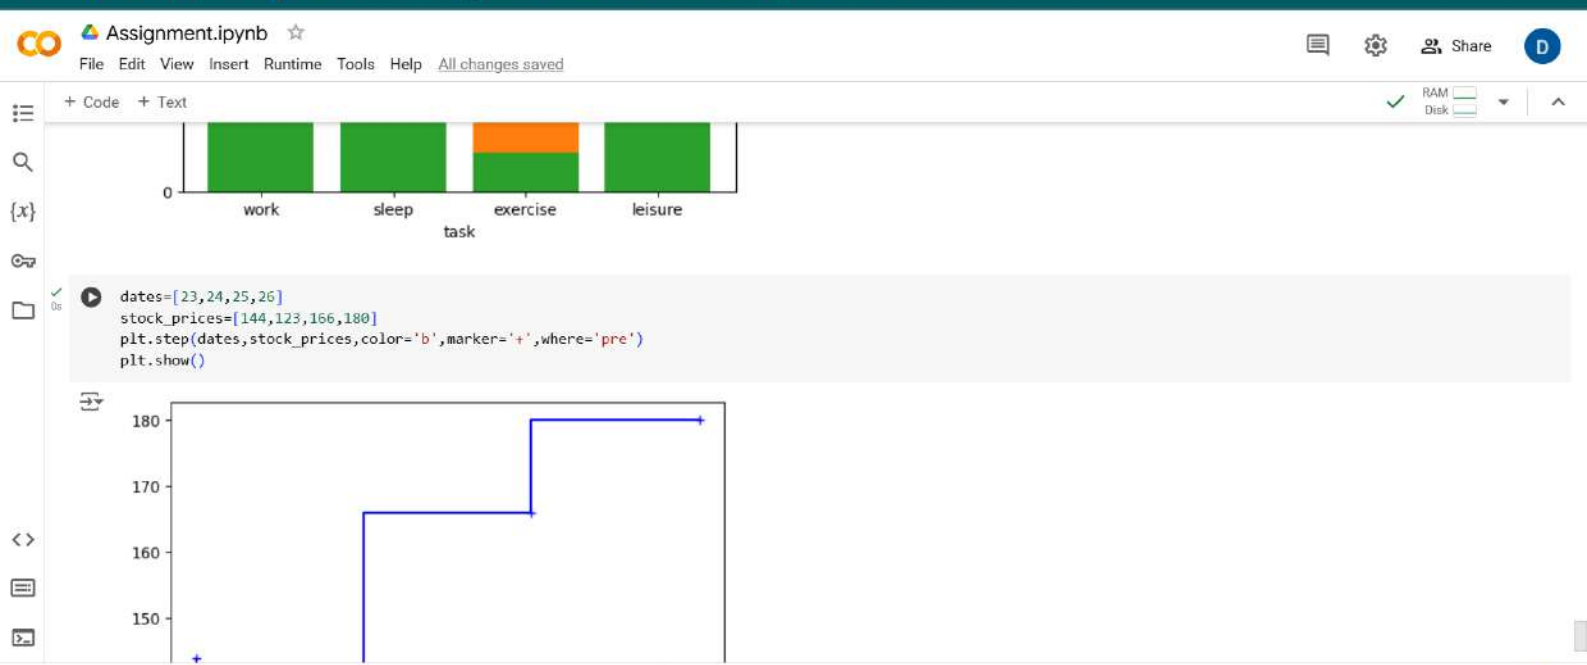 Assignment.ipynb
File Edit View Insert Runtime Tools Help All changes saved
Share
D
+ Code + Text
RAM
Disk
0
work sleep exercise leisure
task
{x}
0s
dates=[23,24,25,26]
stock_prices=[144,123,166,180]
plt.step(dates,stock_prices,color='b',marker='+',where='pre')
plt.show()
180
170
160
150